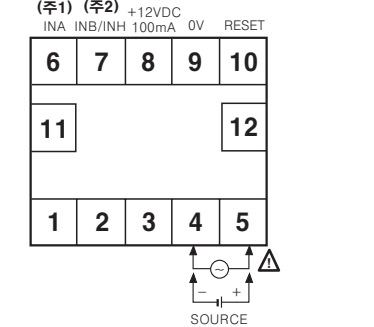 (주1) (주2) +12VDC
INA INB/INH 100mA 0V RESET
6 7 8 9 10
11 12
1 2 3 4 5
~ !
− +
SOURCE